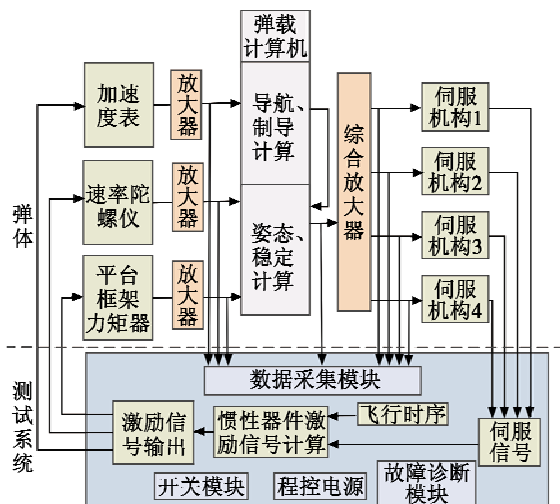 弹载
计算机
加速
度表
放大器
导航、
制导
计算
综合放大器
伺服
机构1
速率陀
螺仪
放大器
伺服
机构2
弹体
姿态、
稳定
计算
伺服
机构3
平台
框架
力矩器
放大器
伺服
机构4
测试系统
数据采集模块
激励信
号输出
惯性器件激
励信号计算
飞行时序
伺服
信号
开关模块
程控电源
故障诊断
模块